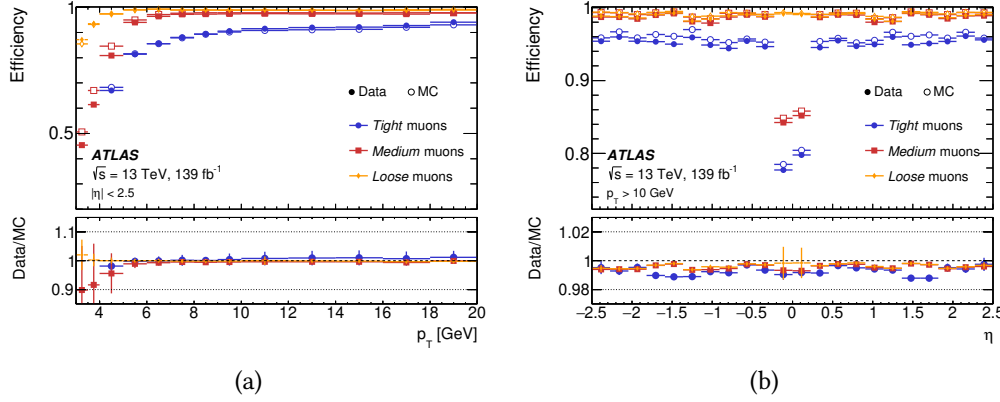 Efficiency
1
0.5
Data MC
Tight muons
Medium muons
Loose muons
ATLAS
√s = 13 TeV, 139 fb⁻¹
|η| < 2.5
Data/MC
1.1
1
0.9
4 6 8 10 12 14 16 18 20
p_T [GeV]
(a)
Efficiency
1
0.9
0.8
Data MC
Tight muons
Medium muons
Loose muons
ATLAS
√s = 13 TeV, 139 fb⁻¹
p_T > 10 GeV
Data/MC
1.02
1
0.98
−2.5 −2 −1.5 −1 −0.5 0 0.5 1 1.5 2 2.5
η
(b)